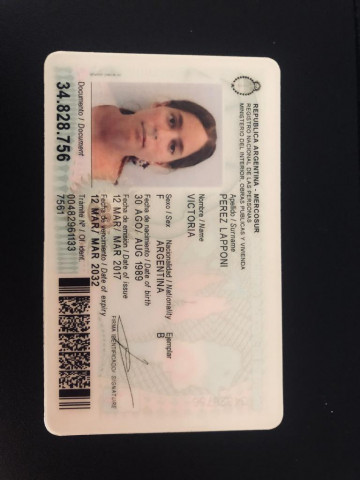 REPUBLICA ARGENTINA - MERCOSUR
REGISTRO NACIONAL DE LAS PERSONAS
MINISTERIO DEL INTERIOR, OBRAS PUBLICAS Y VIVIENDA
Apellido / Surname
PEREZ LAPPONI
Nombre / Name
VICTORIA
Sexo / Sex
Nacionalidad / Nationality
Ejemplar
F
ARGENTINA
B
Fecha de nacimiento / Date of birth
30 AGO/ AUG 1989
Fecha de emisión / Date of issue
12 MAR/ MAR 2017
Fecha de vencimiento / Date of expiry
12 MAR/ MAR 2032
FIRMA IDENTIFICADO / SIGNATURE
Documento / Document
34.828.756
Trámite Nº / Of. ident.
00482961133
7561